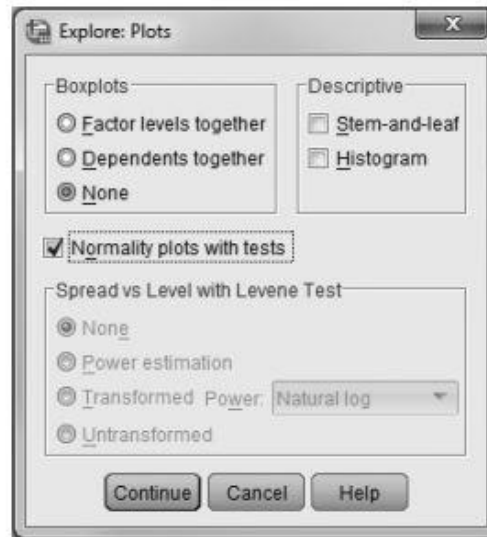 Explore: Plots
Boxplots
Factor levels together
Dependents together
None
Descriptive
Stem-and-leaf
Histogram
Normality plots with tests
Spread vs Level with Levene Test
None
Power estimation
Transformed Power: Natural log
Untransformed
Continue Cancel Help